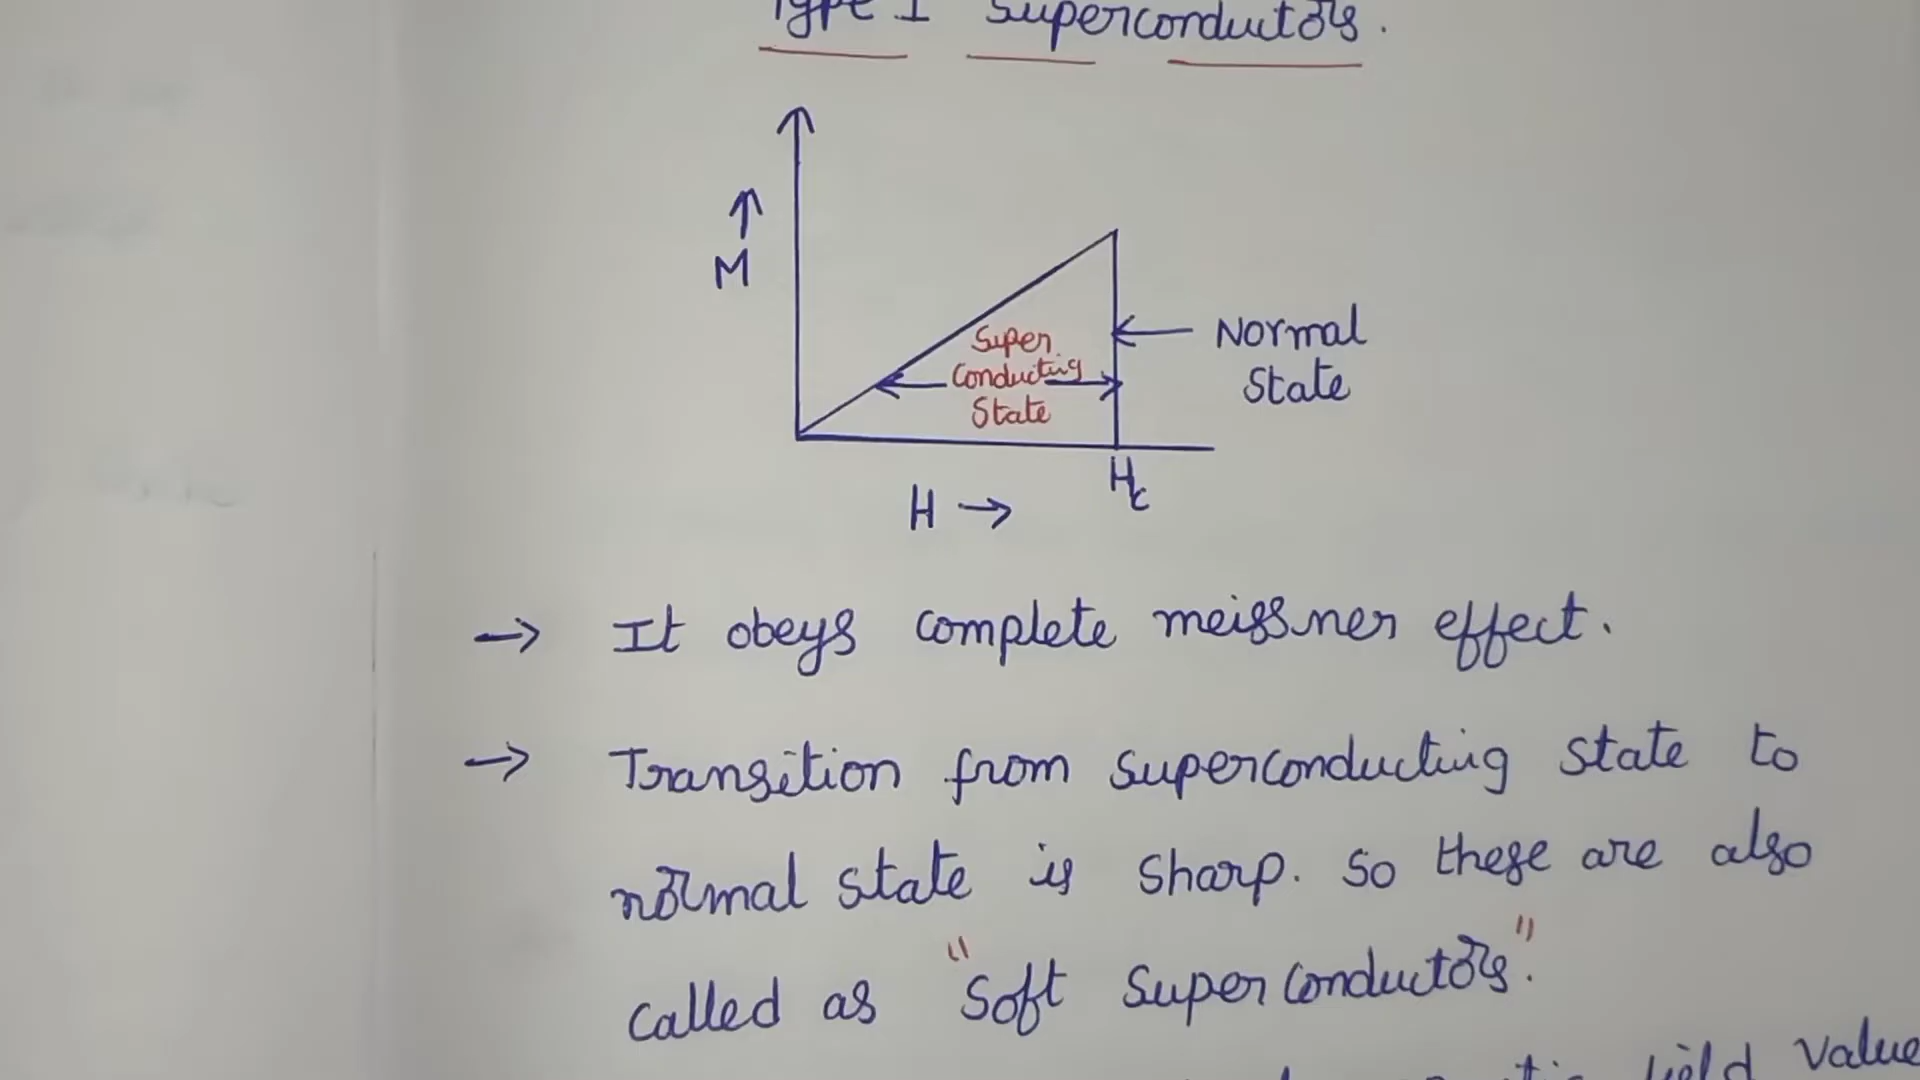 Type I Superconductors.
M
Super
Conducting
State
Normal
State
Hc
H →
→ It obeys complete meissner effect.
→ Transition from superconducting state to
normal state is sharp. So these are also
called as "Soft Superconductors".
field value